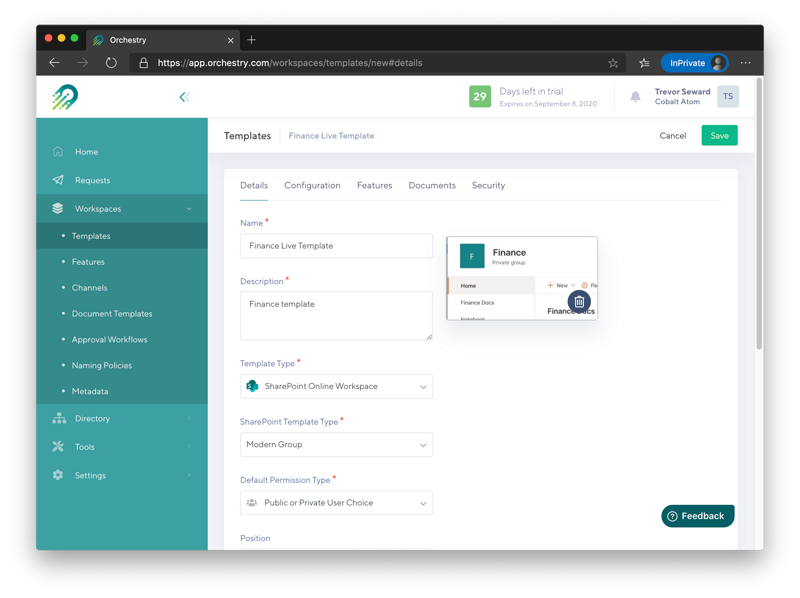 Orchestry
https://app.orchestry.com/workspaces/templates/new#details
InPrivate
29
Days left in trial
Expires on September 8, 2020
Trevor Seward
Cobalt Atom
TS
Templates
Finance Live Template
Cancel
Save
Home
Requests
Workspaces
Templates
Features
Channels
Document Templates
Approval Workflows
Naming Policies
Metadata
Directory
Tools
Settings
Details Configuration Features Documents Security
Name *
Finance Live Template
Description *
Finance template
Template Type *
SharePoint Online Workspace
SharePoint Template Type *
Modern Group
Default Permission Type *
Public or Private User Choice
Position
F
Finance
Private group
Home
+ New
Pa
Finance Docs
Notebook
Finance Docs
Feedback